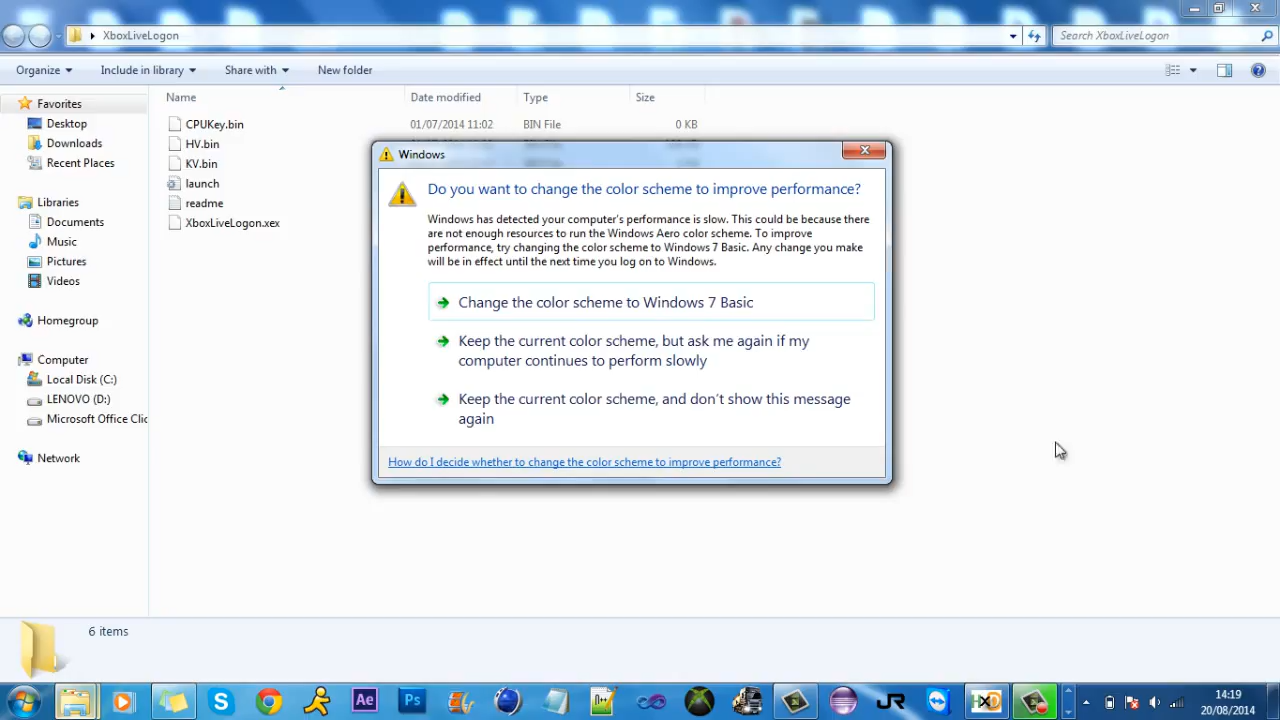 XboxLiveLogon
Search XboxLiveLogon
Organize
Include in library
Share with
New folder
Favorites
Desktop
Downloads
Recent Places
Libraries
Documents
Music
Pictures
Videos
Homegroup
Computer
Local Disk (C:)
LENOVO (D:)
Microsoft Office Clic
Network
Name
Date modified
Type
Size
CPUKey.bin
01/07/2014 11:02
BIN File
0 KB
HV.bin
KV.bin
launch
readme
XboxLiveLogon.xex
Windows
Do you want to change the color scheme to improve performance?
Windows has detected your computer's performance is slow. This could be because there
are not enough resources to run the Windows Aero color scheme. To improve
performance, try changing the color scheme to Windows 7 Basic. Any change you make
will be in effect until the next time you log on to Windows.
Change the color scheme to Windows 7 Basic
Keep the current color scheme, but ask me again if my
computer continues to perform slowly
Keep the current color scheme, and don't show this message
again
How do I decide whether to change the color scheme to improve performance?
6 items
Ae
Ps
JR
14:19
20/08/2014